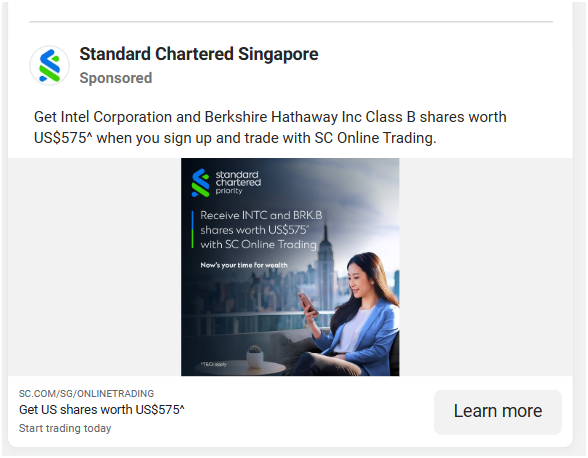 Standard Chartered Singapore
Sponsored
Get Intel Corporation and Berkshire Hathaway Inc Class B shares worth
US$575^ when you sign up and trade with SC Online Trading.
standard
chartered
priority
Receive INTC and BRK.B
shares worth US$575^
with SC Online Trading
Now's your time for wealth
^T&Cs apply
SC.COM/SG/ONLINETRADING
Get US shares worth US$575^
Start trading today
Learn more